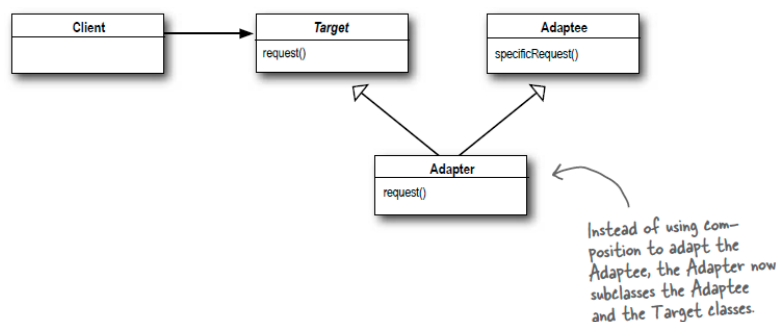 Client
Target
request()
Adaptee
specificRequest()
Adapter
request()
Instead of using com-
position to adapt the
Adaptee, the Adapter now
subclasses the Adaptee
and the Target classes.